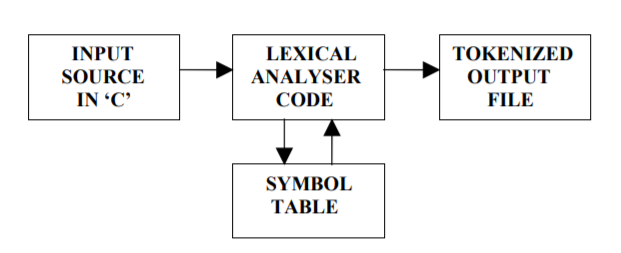 INPUT
SOURCE
IN ‘C’
LEXICAL
ANALYSER
CODE
TOKENIZED
OUTPUT
FILE
SYMBOL
TABLE